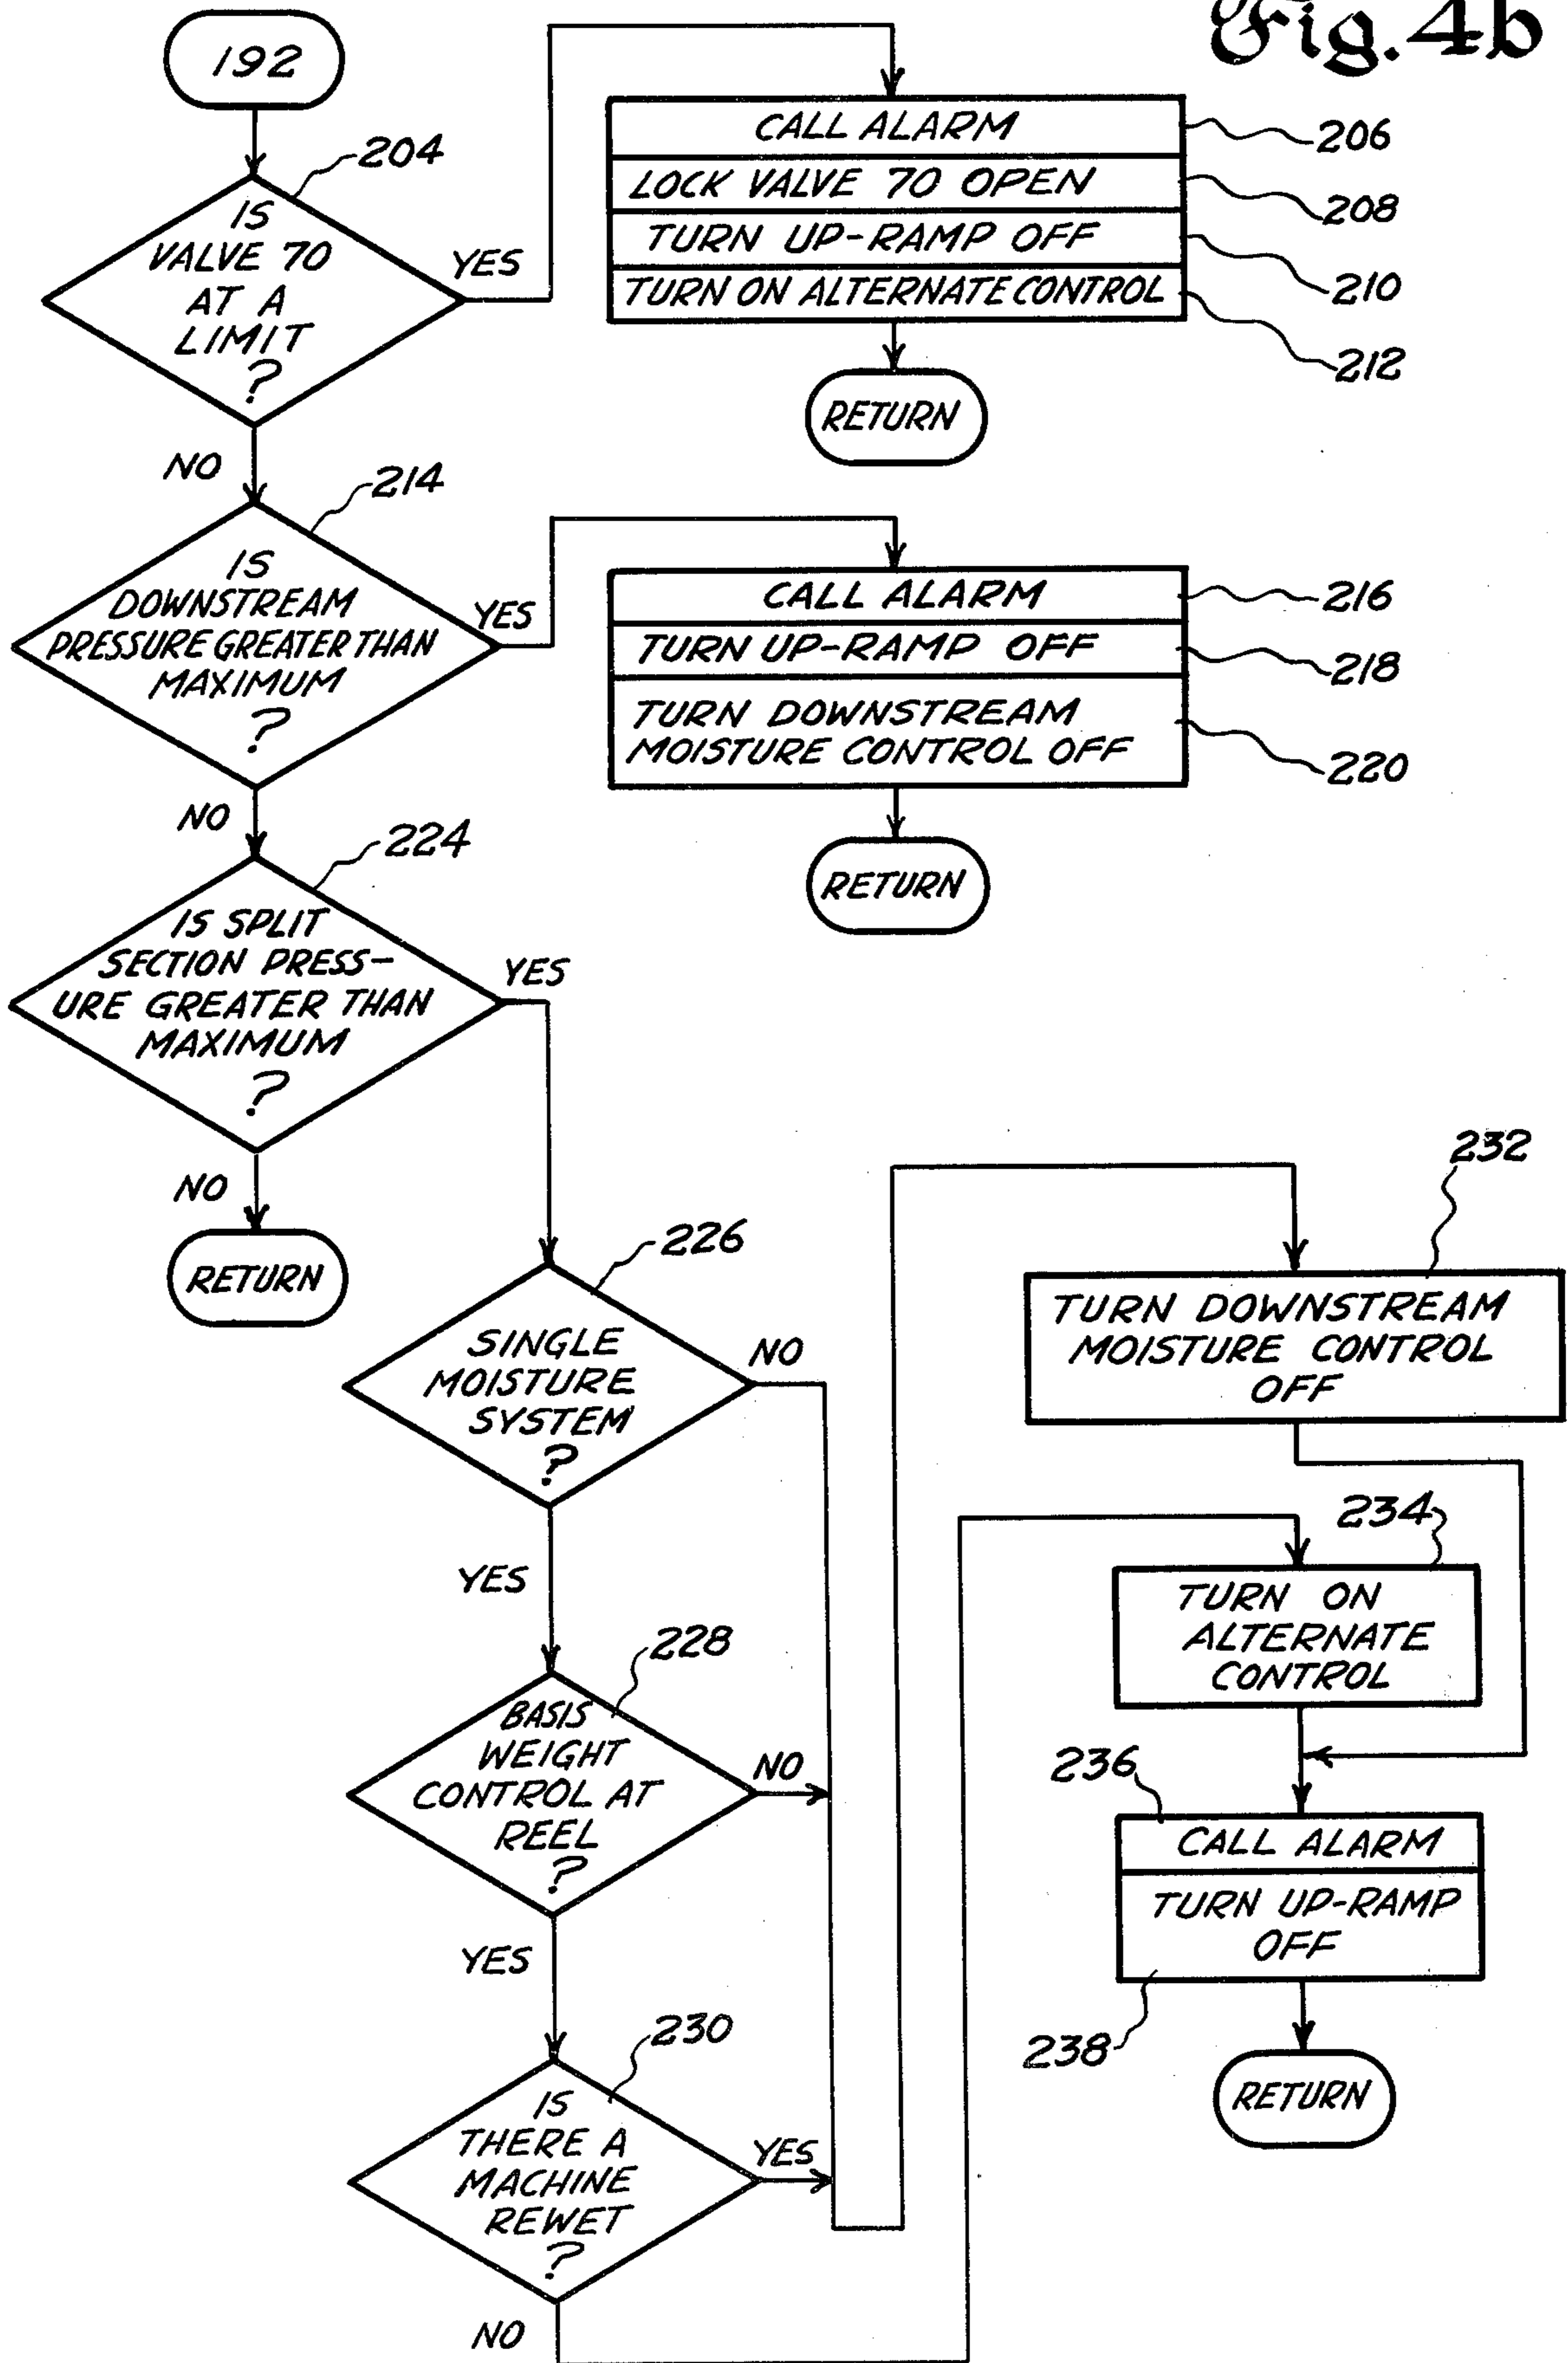 Fig. 4b
192
204
IS
VALVE 70
AT A
LIMIT
?
YES
NO
CALL ALARM
206
LOCK VALVE 70 OPEN
208
TURN UP-RAMP OFF
210
TURN ON ALTERNATE CONTROL
212
RETURN
214
IS
DOWNSTREAM
PRESSURE GREATER THAN
MAXIMUM
?
YES
NO
CALL ALARM
216
TURN UP-RAMP OFF
218
TURN DOWNSTREAM
MOISTURE CONTROL OFF
220
RETURN
224
IS SPLIT
SECTION PRESS-
URE GREATER THAN
MAXIMUM
?
YES
NO
RETURN
226
SINGLE
MOISTURE
SYSTEM
?
NO
YES
228
BASIS
WEIGHT
CONTROL AT
REEL
?
NO
YES
230
IS
THERE A
MACHINE
REWET
?
YES
NO
232
TURN DOWNSTREAM
MOISTURE CONTROL
OFF
234
TURN ON
ALTERNATE
CONTROL
236
CALL ALARM
TURN UP-RAMP
OFF
238
RETURN